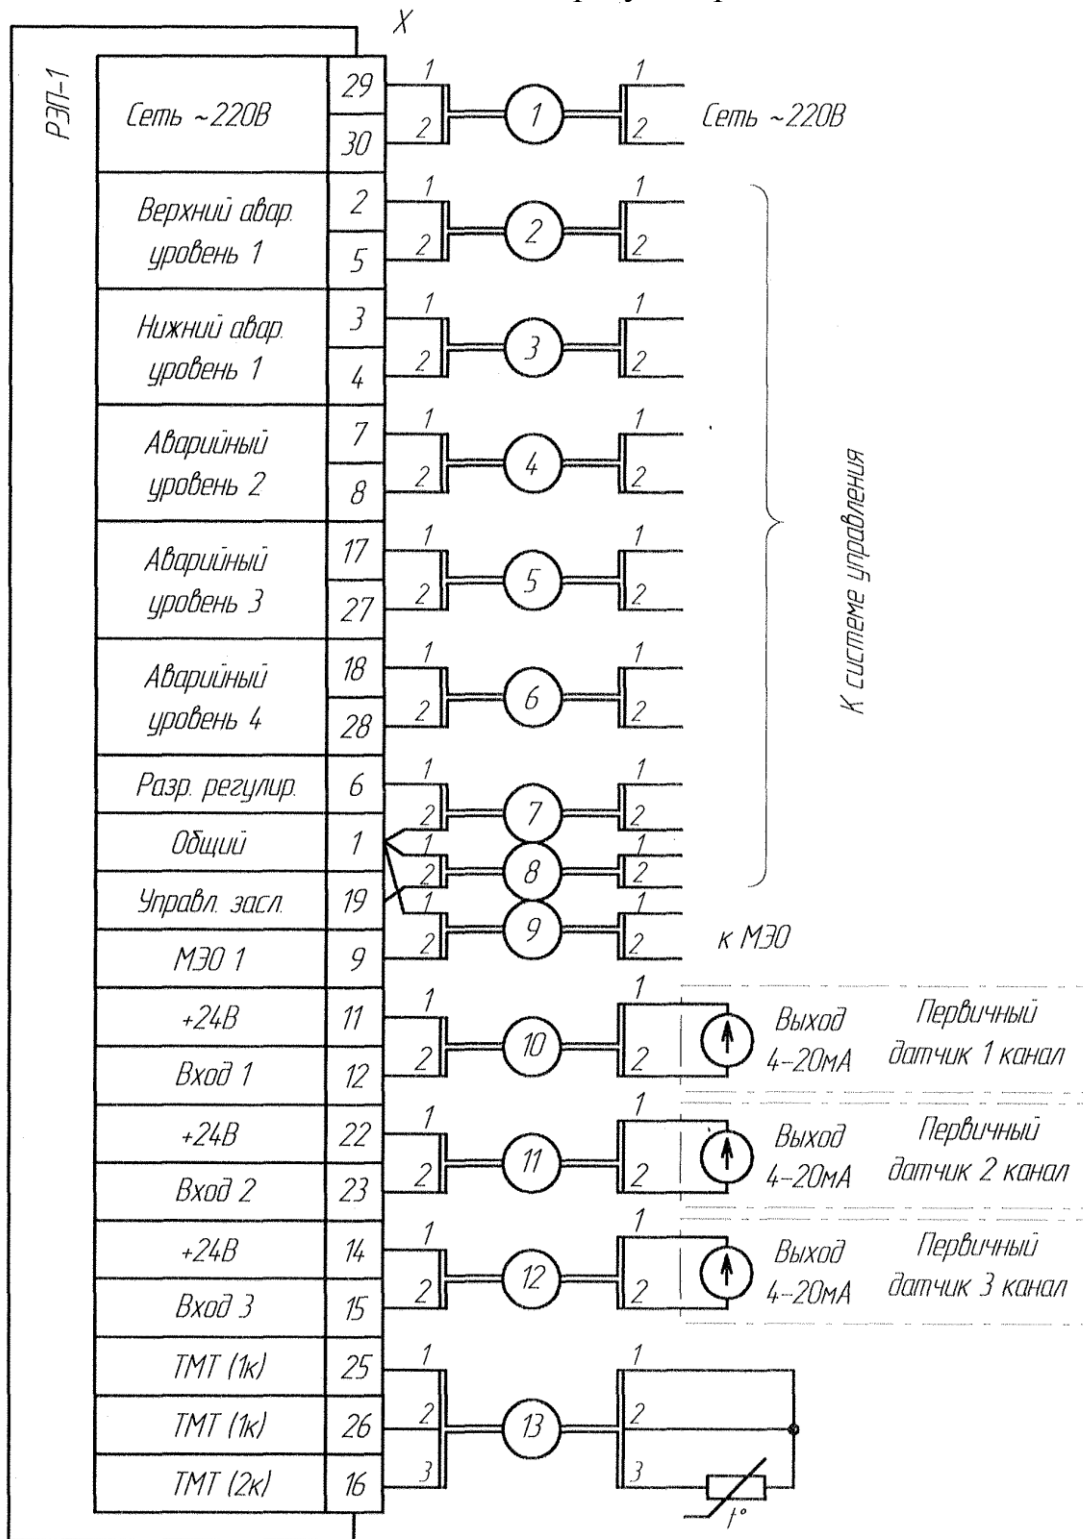 X
РЭП-1
Сеть ~220В
29
30
1
2
1
1
2
Сеть ~220В
Верхний авар.
уровень 1
2
5
1
2
2
1
2
Нижний авар.
уровень 1
3
4
1
2
3
1
2
Аварийный
уровень 2
7
8
1
2
4
1
2
Аварийный
уровень 3
17
27
1
2
5
1
2
Аварийный
уровень 4
18
28
1
2
6
1
2
К системе управления
Разр. регулир.
6
1
2
7
1
2
Общий
1
1
2
8
1
2
Управл. засл.
19
1
2
9
1
2
к МЭО
МЭО 1
9
+24В
11
Вход 1
12
1
2
10
1
2
Выход
4-20мА
Первичный
датчик 1 канал
+24В
22
Вход 2
23
1
2
11
1
2
Выход
4-20мА
Первичный
датчик 2 канал
+24В
14
Вход 3
15
1
2
12
1
2
Выход
4-20мА
Первичный
датчик 3 канал
ТМТ (1к)
25
ТМТ (1к)
26
ТМТ (2к)
16
1
2
3
13
1
2
3
t°